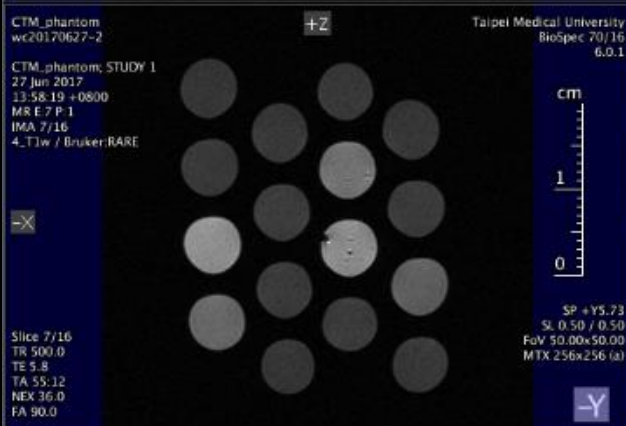 CTM_phantom
wc20170627-2
CTM_phantom; STUDY 1
27 Jun 2017
13:58:19 +0800
MR E:7 P:1
IMA 7/16
4_T1w / Bruker:RARE
+Z
Taipei Medical University
BioSpec 70/16
6.0.1
cm
1
0
-X
SP +Y5.73
SL 0.50 / 0.50
FoV 50.00x50.00
MTX 256x256 (a)
Slice 7/16
TR 500.0
TE 5.8
TA 55:12
NEX 36.0
FA 90.0
-Y